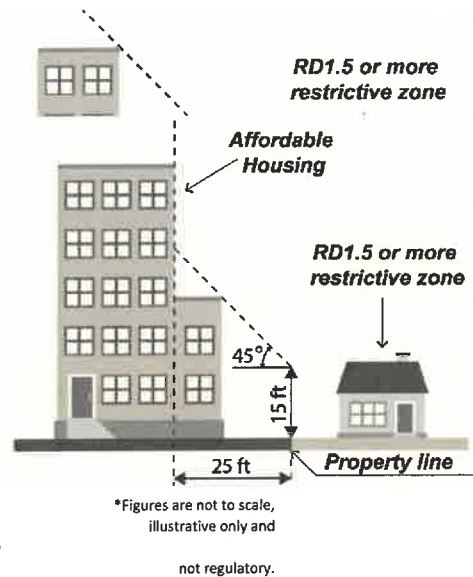 RD1.5 or more
restrictive zone
Affordable
Housing
RD1.5 or more
restrictive zone
45°
15 ft
25 ft
Property line
*Figures are not to scale,
illustrative only and
not regulatory.